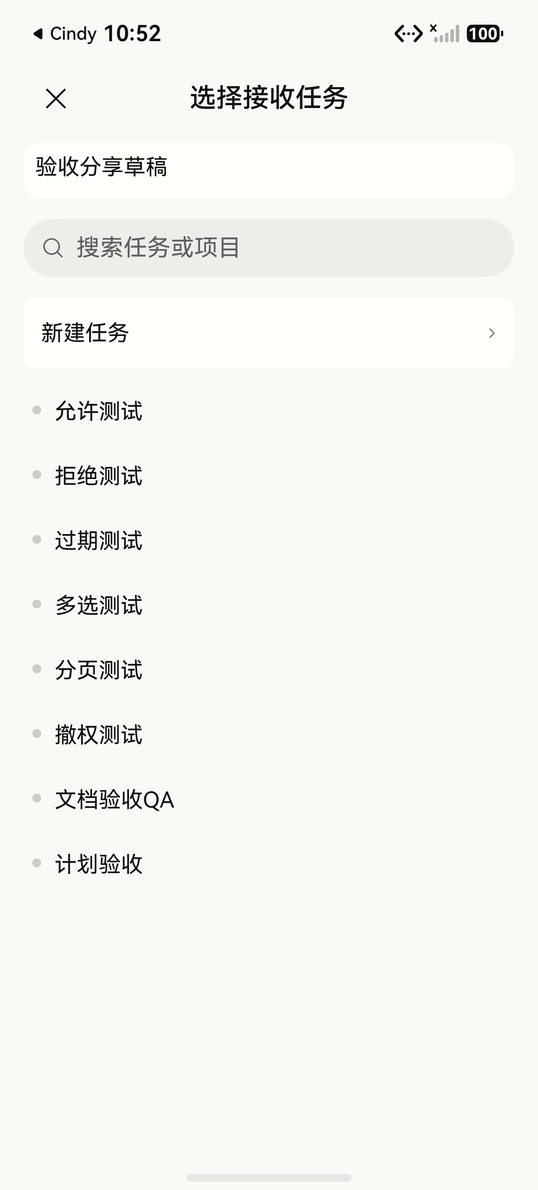 Cindy 10:52
100
选择接收任务
验收分享草稿
搜索任务或项目
新建任务
允许测试
拒绝测试
过期测试
多选测试
分页测试
撤权测试
文档验收QA
计划验收